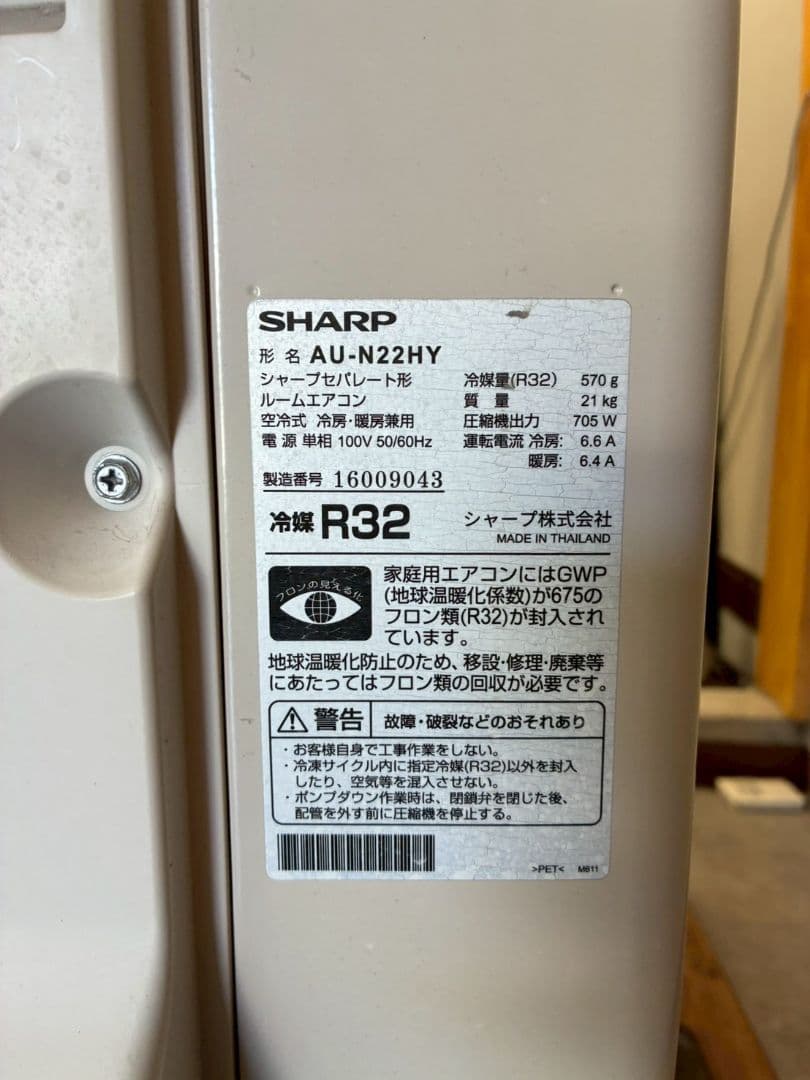 SHARP
形 名 AU-N22HY
シャープセパレート形
ルームエアコン
空冷式 冷房・暖房兼用
電 源 単相 100V 50/60Hz
冷媒量(R32) 570 g
質 量 21 kg
圧縮機出力 705 W
運転電流 冷房: 6.6 A
暖房: 6.4 A
製造番号 16009043
冷媒 R32
シャープ株式会社
MADE IN THAILAND
フロンの見える化
家庭用エアコンにはGWP
(地球温暖化係数)が675の
フロン類(R32)が封入され
ています。
地球温暖化防止のため、移設・修理・廃棄等
にあたってはフロン類の回収が必要です。
警告 故障・破裂などのおそれあり
・お客様自身で工事作業をしない。
・冷凍サイクル内に指定冷媒(R32)以外を封入
したり、空気等を混入させない。
・ポンプダウン作業時は、閉鎖弁を閉じた後、
配管を外す前に圧縮機を停止する。
>PET< M611